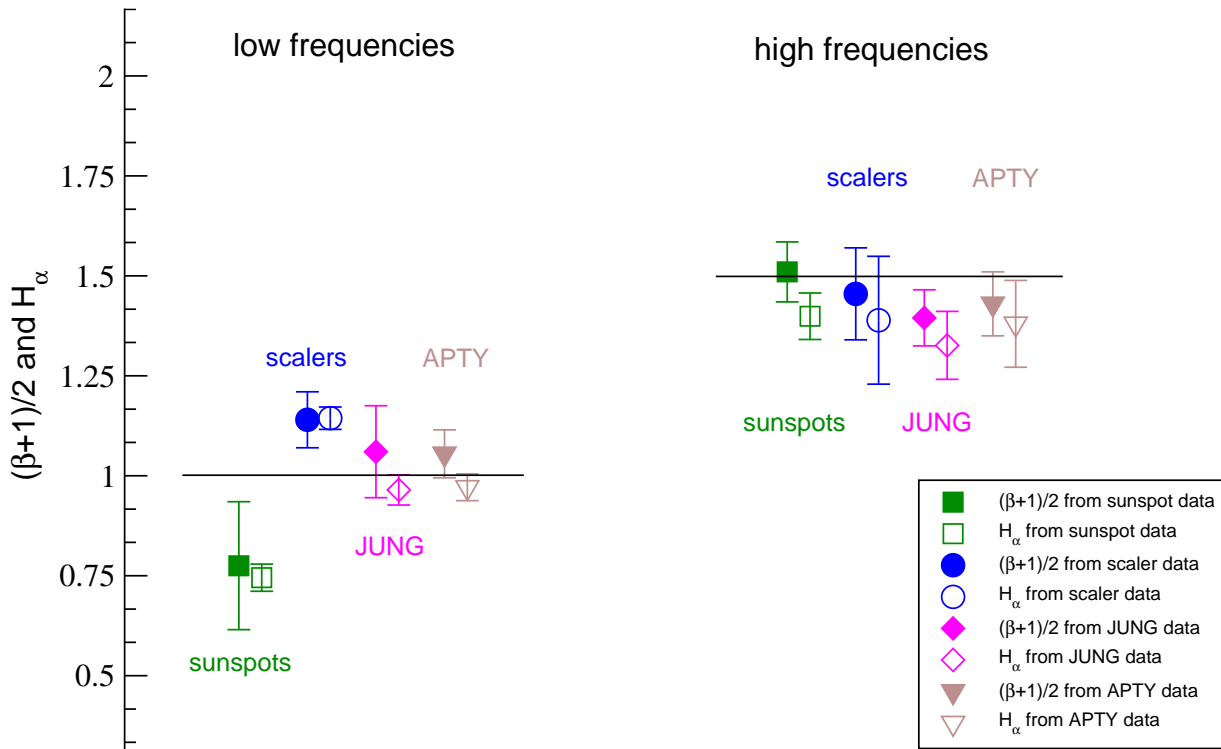 low frequencies
high frequencies
2
1.75
1.5
1.25
1
0.75
0.5
(β+1)/2 and Hα
scalers
APTY
scalers
APTY
sunspots
JUNG
JUNG
sunspots
(β+1)/2 from sunspot data
Hα from sunspot data
(β+1)/2 from scaler data
Hα from scaler data
(β+1)/2 from JUNG data
Hα from JUNG data
(β+1)/2 from APTY data
Hα from APTY data